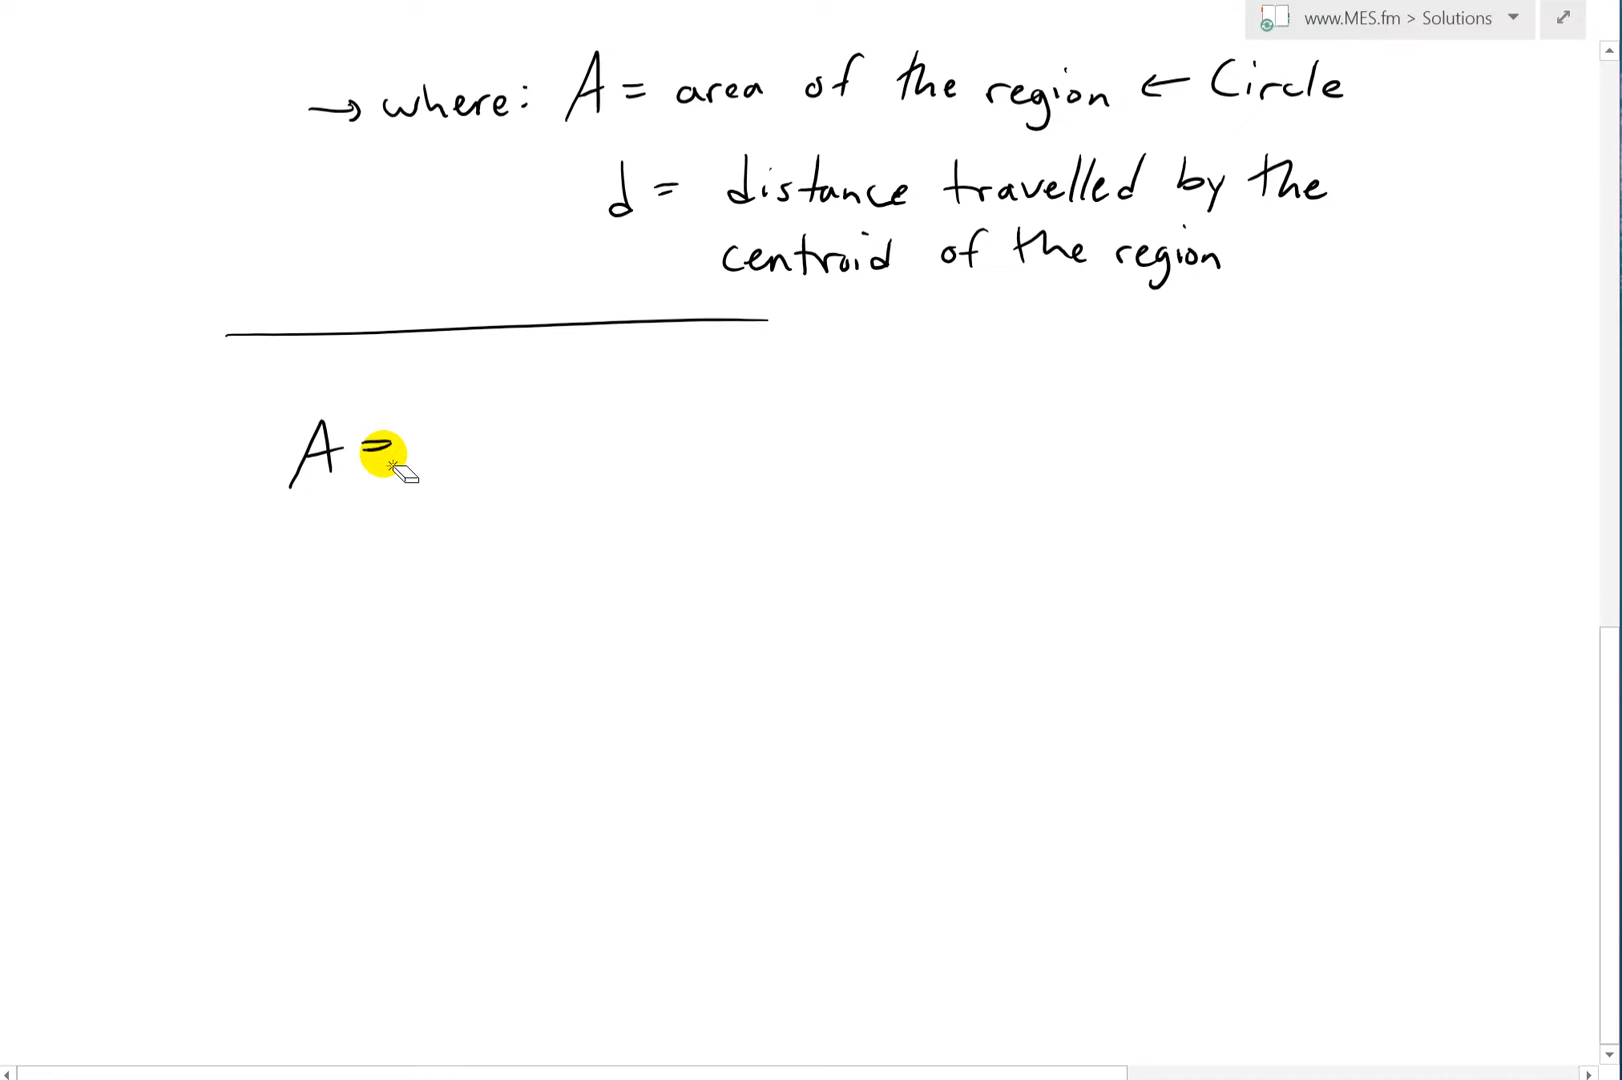 www.MES.fm > Solutions
→ where: A = area of the region ← Circle
d = distance travelled by the
centroid of the region
A =